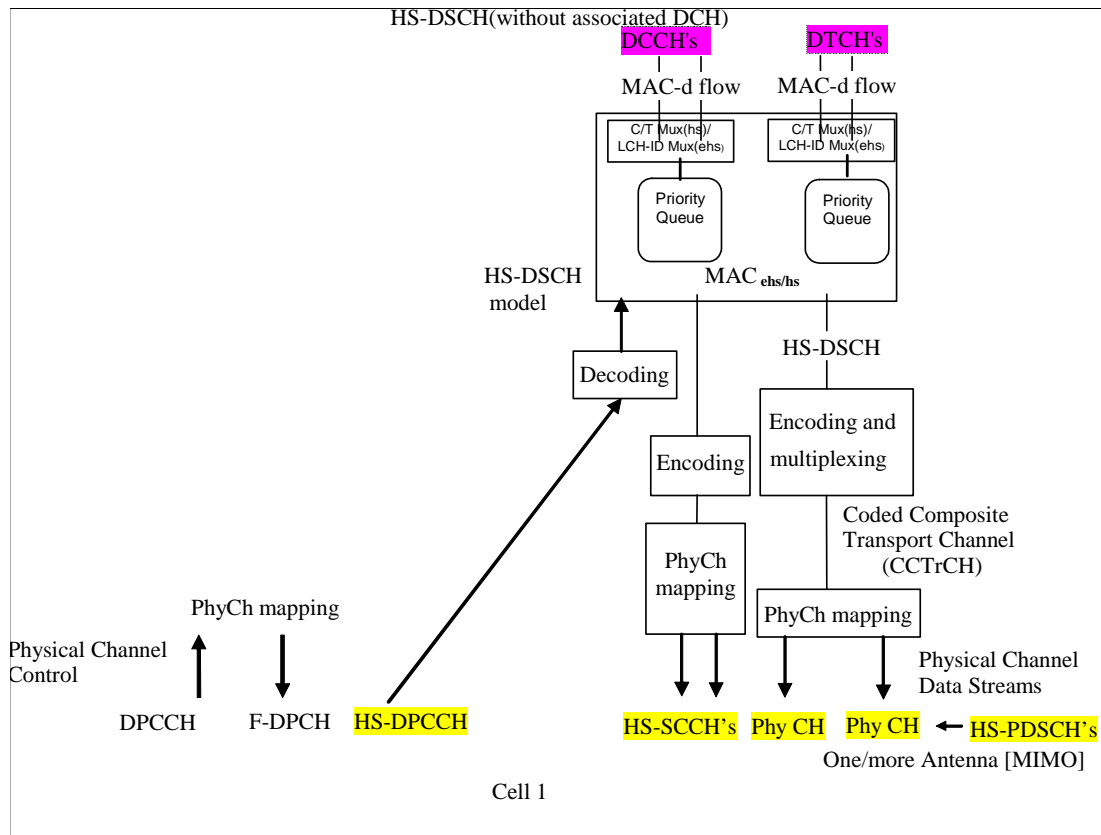 HS-DSCH(without associated DCH)
DCCH's
DTCH's
MAC-d flow
MAC-d flow
C/T Mux(hs)/
LCH-ID Mux(ehs)
C/T Mux(hs)/
LCH-ID Mux(ehs)
Priority
Queue
Priority
Queue
HS-DSCH
model
MAC ehs/hs
HS-DSCH
Decoding
Encoding and
multiplexing
Encoding
Coded Composite
Transport Channel
(CCTrCH)
PhyCh
mapping
PhyCh mapping
PhyCh mapping
Physical Channel
Control
Physical Channel
Data Streams
DPCCH
F-DPCH
HS-DPCCH
HS-SCCH’s
Phy CH
Phy CH
HS-PDSCH’s
One/more Antenna [MIMO]
Cell 1